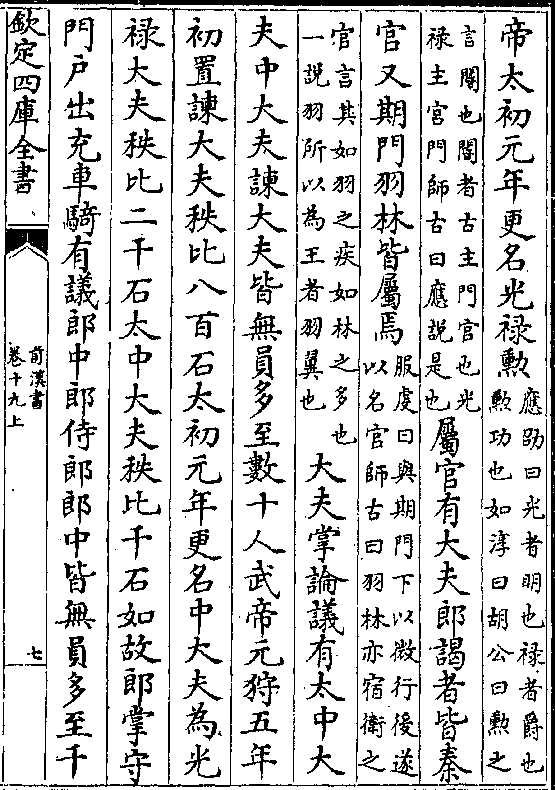 帝太初元年更名光禄勲應劭曰光者明也禄者爵也勲功也如淳曰胡公曰勲之
言閽也閽者古主門官也光禄主宮門師古曰應説是也屬官有大夫郎謁者皆秦
官又期門羽林皆屬焉服虔曰與期門下以微行後遂以名官師古曰羽林亦宿衛之
官言其如羽之疾如林之多也一説羽所以為王者羽翼也大夫掌論議有太中大
夫中大夫諫大夫皆無員多至數十人武帝元狩五年
初置諫大夫秩比八百石太初元年更名中大夫為光
禄大夫秩比二千石太中大夫秩比千石如故郎掌守
門戸出充車騎有議郎中郎侍郎郎中皆無員多至千
欽定四庫全書
前漢書
卷十九上
七